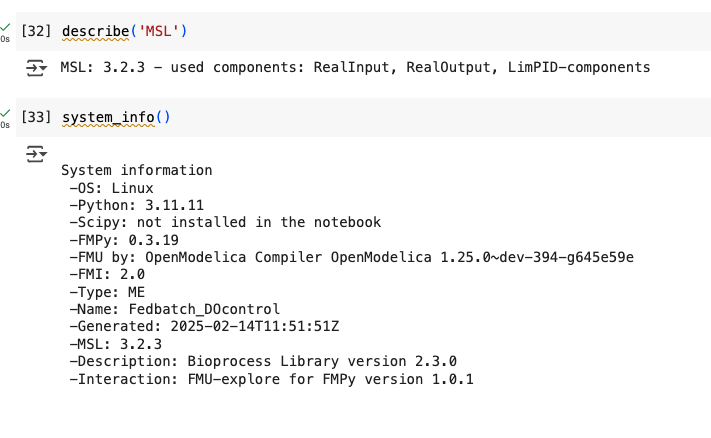 [32] describe('MSL')
0s
MSL: 3.2.3 - used components: RealInput, RealOutput, LimPID-components
[33] system_info()
0s
System information
-OS: Linux
-Python: 3.11.11
-Scipy: not installed in the notebook
-FMPy: 0.3.19
-FMU by: OpenModelica Compiler OpenModelica 1.25.0~dev-394-g645e59e
-FMI: 2.0
-Type: ME
-Name: Fedbatch_DOcontrol
-Generated: 2025-02-14T11:51:51Z
-MSL: 3.2.3
-Description: Bioprocess Library version 2.3.0
-Interaction: FMU-explore for FMPy version 1.0.1